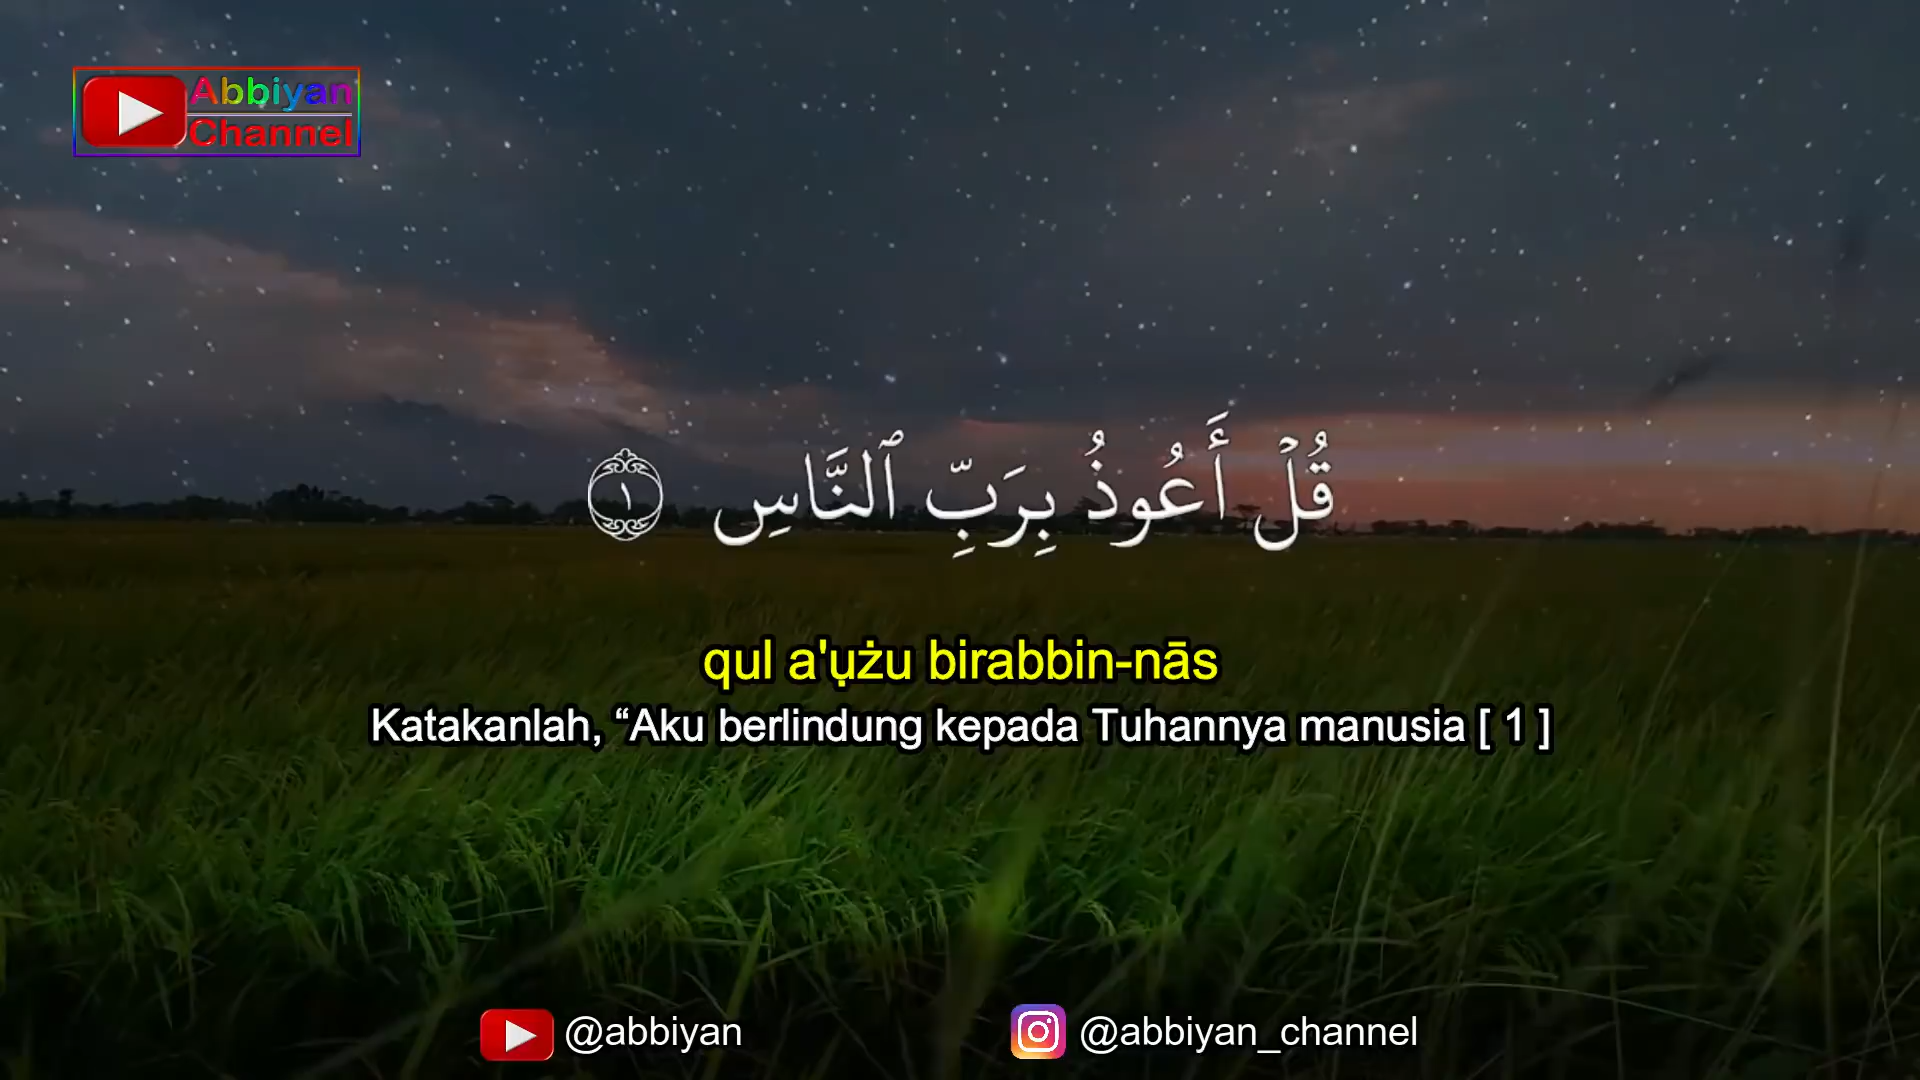 Abbiyan
Channel
قُلْ أَعُوذُ بِرَبِّ ٱلنَّاسِ ١
qul a'ụżu birabbin-nās
Katakanlah, “Aku berlindung kepada Tuhannya manusia [ 1 ]
@abbiyan
@abbiyan_channel